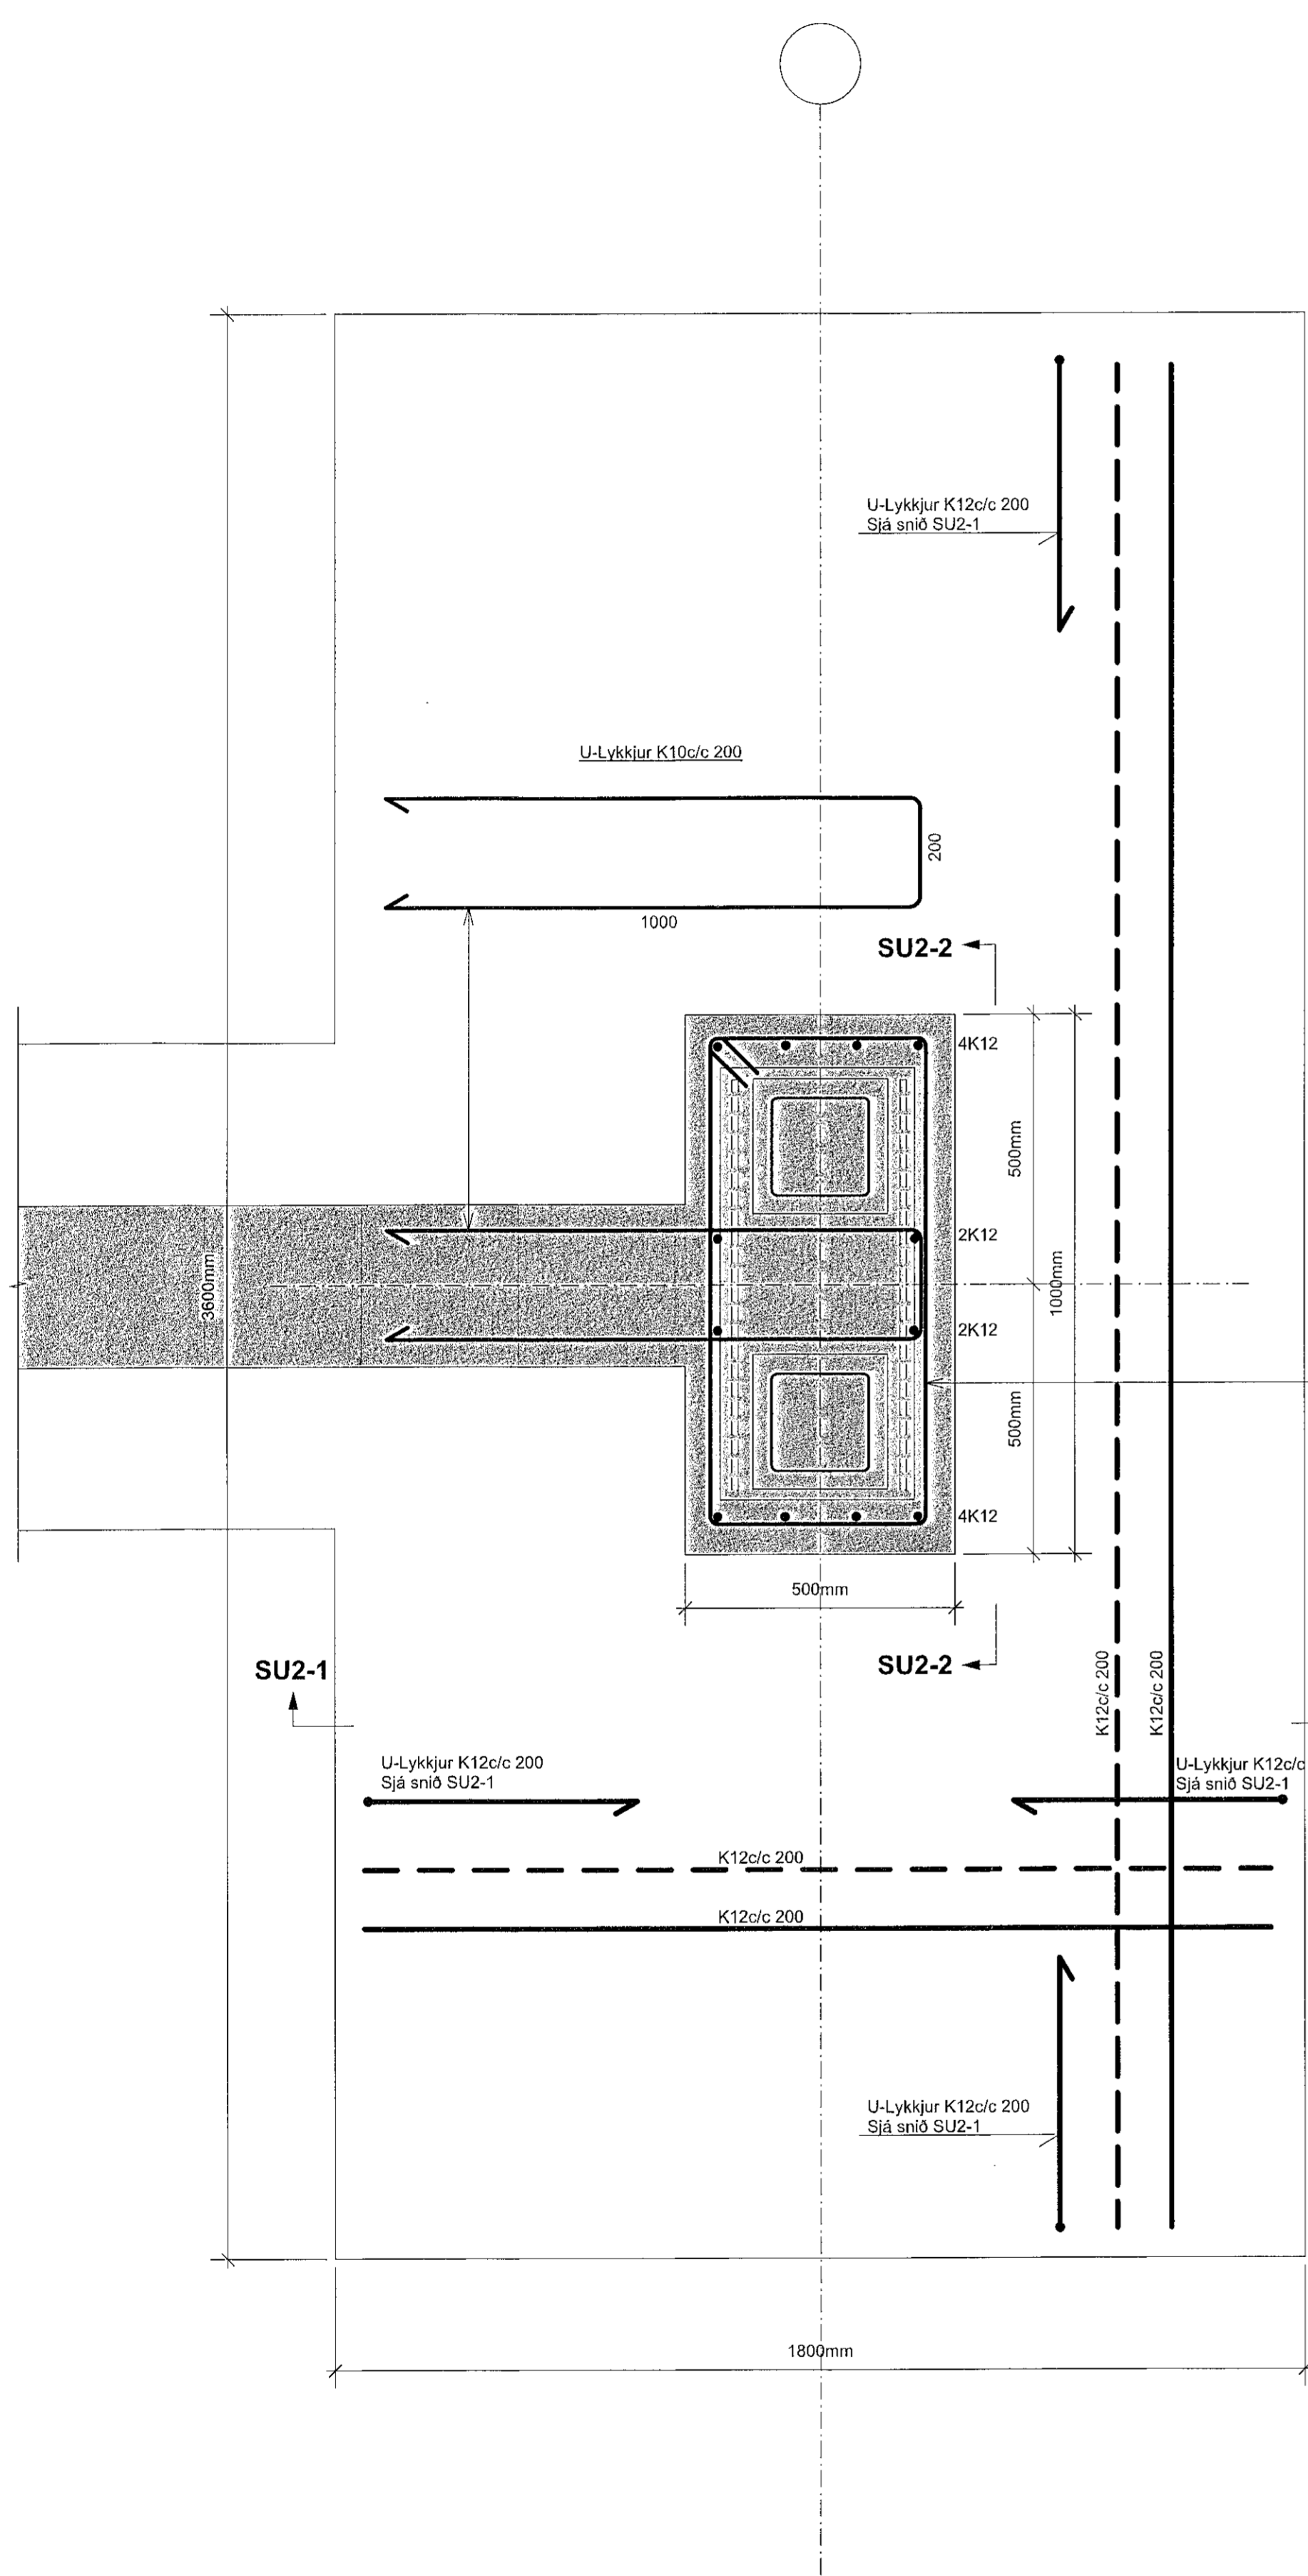 U-Lykkjur K12c/c 200
Sjá snið SU2-1
U-Lykkjur K10c/c 200
200
1000
SU2-2
4K12
500mm
2K12
3600mm
1000mm
2K12
500mm
4K12
500mm
SU2-1
SU2-2
K12c/c 200
K12c/c 200
U-Lykkjur K12c/c 200
Sjá snið SU2-1
U-Lykkjur K12c/c
Sjá snið SU2-1
K12c/c 200
K12c/c 200
U-Lykkjur K12c/c 200
Sjá snið SU2-1
1800mm